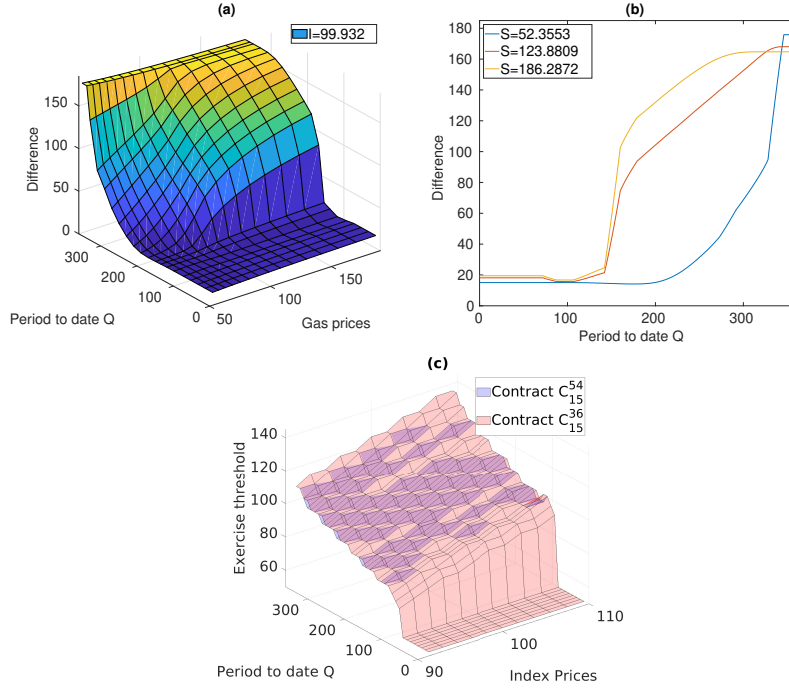 (a)
I=99.932
Difference
150
100
50
0
300
200
100
0
50
100
150
Period to date Q
Gas prices
(b)
S=52.3553
S=123.8809
S=186.2872
Difference
180
160
140
120
100
80
60
40
20
0
0
100
200
300
Period to date Q
(c)
Contract C_{15}^{54}
Contract C_{15}^{36}
Exercise threshold
140
120
100
80
60
300
200
100
0
90
100
110
Period to date Q
Index Prices